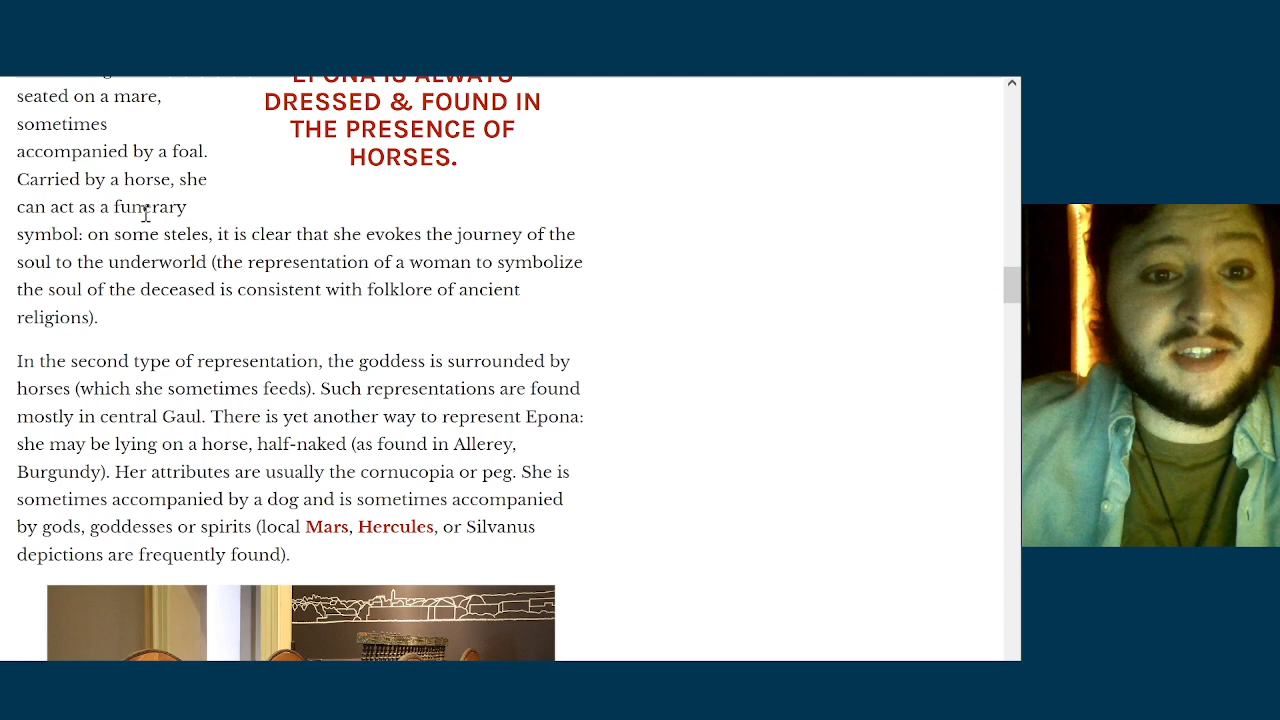 seated on a mare,
sometimes
accompanied by a foal.
Carried by a horse, she
can act as a funerary
symbol: on some steles, it is clear that she evokes the journey of the
soul to the underworld (the representation of a woman to symbolize
the soul of the deceased is consistent with folklore of ancient
religions).
EPONA IS ALWAYS
DRESSED & FOUND IN
THE PRESENCE OF
HORSES.
In the second type of representation, the goddess is surrounded by
horses (which she sometimes feeds). Such representations are found
mostly in central Gaul. There is yet another way to represent Epona:
she may be lying on a horse, half-naked (as found in Allerey,
Burgundy). Her attributes are usually the cornucopia or peg. She is
sometimes accompanied by a dog and is sometimes accompanied
by gods, goddesses or spirits (local Mars, Hercules, or Silvanus
depictions are frequently found).